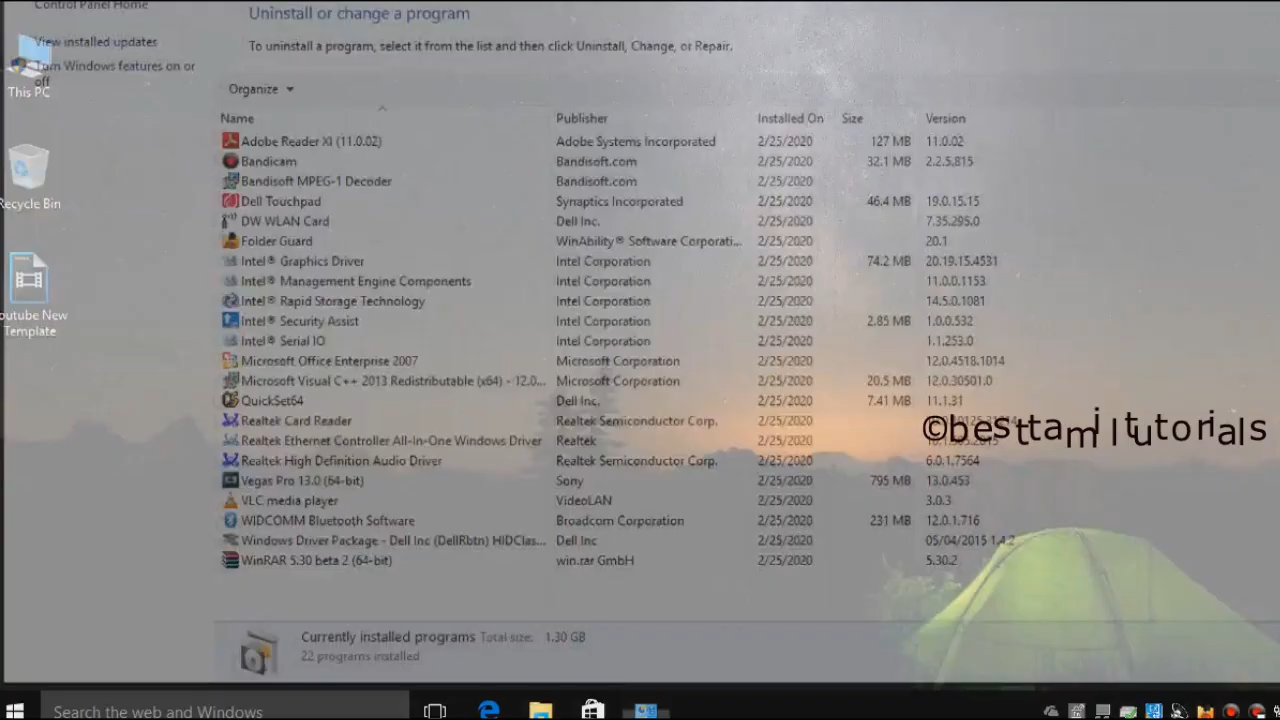 Control Panel Home
Uninstall or change a program
View installed updates
To uninstall a program, select it from the list and then click Uninstall, Change, or Repair.
Turn Windows features on or off
This PC
Recycle Bin
outube New Template
Organize
Name Publisher Installed On Size Version
Adobe Reader XI (11.0.02) Adobe Systems Incorporated 2/25/2020 127 MB 11.0.02
Bandicam Bandisoft.com 2/25/2020 32.1 MB 2.2.5.815
Bandisoft MPEG-1 Decoder Bandisoft.com 2/25/2020
Dell Touchpad Synaptics Incorporated 2/25/2020 46.4 MB 19.0.15.15
DW WLAN Card Dell Inc. 2/25/2020 7.35.295.0
Folder Guard WinAbility® Software Corporati... 2/25/2020 20.1
Intel® Graphics Driver Intel Corporation 2/25/2020 74.2 MB 20.19.15.4531
Intel® Management Engine Components Intel Corporation 2/25/2020 11.0.0.1153
Intel® Rapid Storage Technology Intel Corporation 2/25/2020 14.5.0.1081
Intel® Security Assist Intel Corporation 2/25/2020 2.85 MB 1.0.0.532
Intel® Serial IO Intel Corporation 2/25/2020 1.1.253.0
Microsoft Office Enterprise 2007 Microsoft Corporation 2/25/2020 12.0.4518.1014
Microsoft Visual C++ 2013 Redistributable (x64) - 12.0... Microsoft Corporation 2/25/2020 20.5 MB 12.0.30501.0
QuickSet64 Dell Inc. 2/25/2020 7.41 MB 11.1.31
Realtek Card Reader Realtek Semiconductor Corp. 2/25/2020
Realtek Ethernet Controller All-In-One Windows Driver Realtek 2/25/2020
Realtek High Definition Audio Driver Realtek Semiconductor Corp. 2/25/2020 6.0.1.7564
Vegas Pro 13.0 (64-bit) Sony 2/25/2020 795 MB 13.0.453
VLC media player VideoLAN 2/25/2020 3.0.3
WIDCOMM Bluetooth Software Broadcom Corporation 2/25/2020 231 MB 12.0.1.716
Windows Driver Package - Dell Inc (DellRbtn) HIDClas... Dell Inc 2/25/2020 05/04/2015 1.4.2
WinRAR 5.30 beta 2 (64-bit) win.rar GmbH 2/25/2020 5.30.2
©besttamiltutorials
Currently installed programs Total size: 1.30 GB
22 programs installed
Search the web and Windows